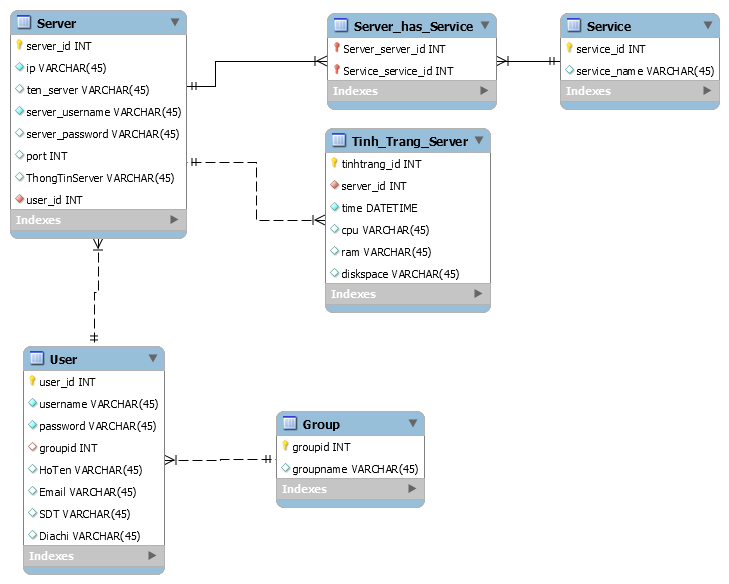 Server
server_id INT
ip VARCHAR(45)
ten_server VARCHAR(45)
server_username VARCHAR(45)
server_password VARCHAR(45)
port INT
ThongTinServer VARCHAR(45)
user_id INT
Indexes
Server_has_Service
Server_server_id INT
Service_service_id INT
Indexes
Service
service_id INT
service_name VARCHAR(45)
Indexes
Tinh_Trang_Server
tinhtrang_id INT
server_id INT
time DATETIME
cpu VARCHAR(45)
ram VARCHAR(45)
diskspace VARCHAR(45)
Indexes
User
user_id INT
username VARCHAR(45)
password VARCHAR(45)
groupid INT
HoTen VARCHAR(45)
Email VARCHAR(45)
SDT VARCHAR(45)
Diachi VARCHAR(45)
Indexes
Group
groupid INT
groupname VARCHAR(45)
Indexes